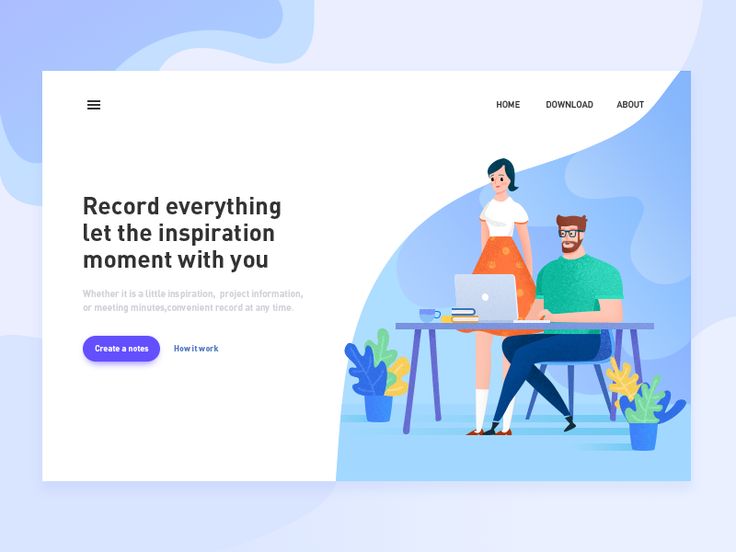 HOME DOWNLOAD ABOUT
Record everything
let the inspiration
moment with you
Whether it is a little inspiration, project information,
or meeting minutes,convenient record at any time.
Create a notes How it work